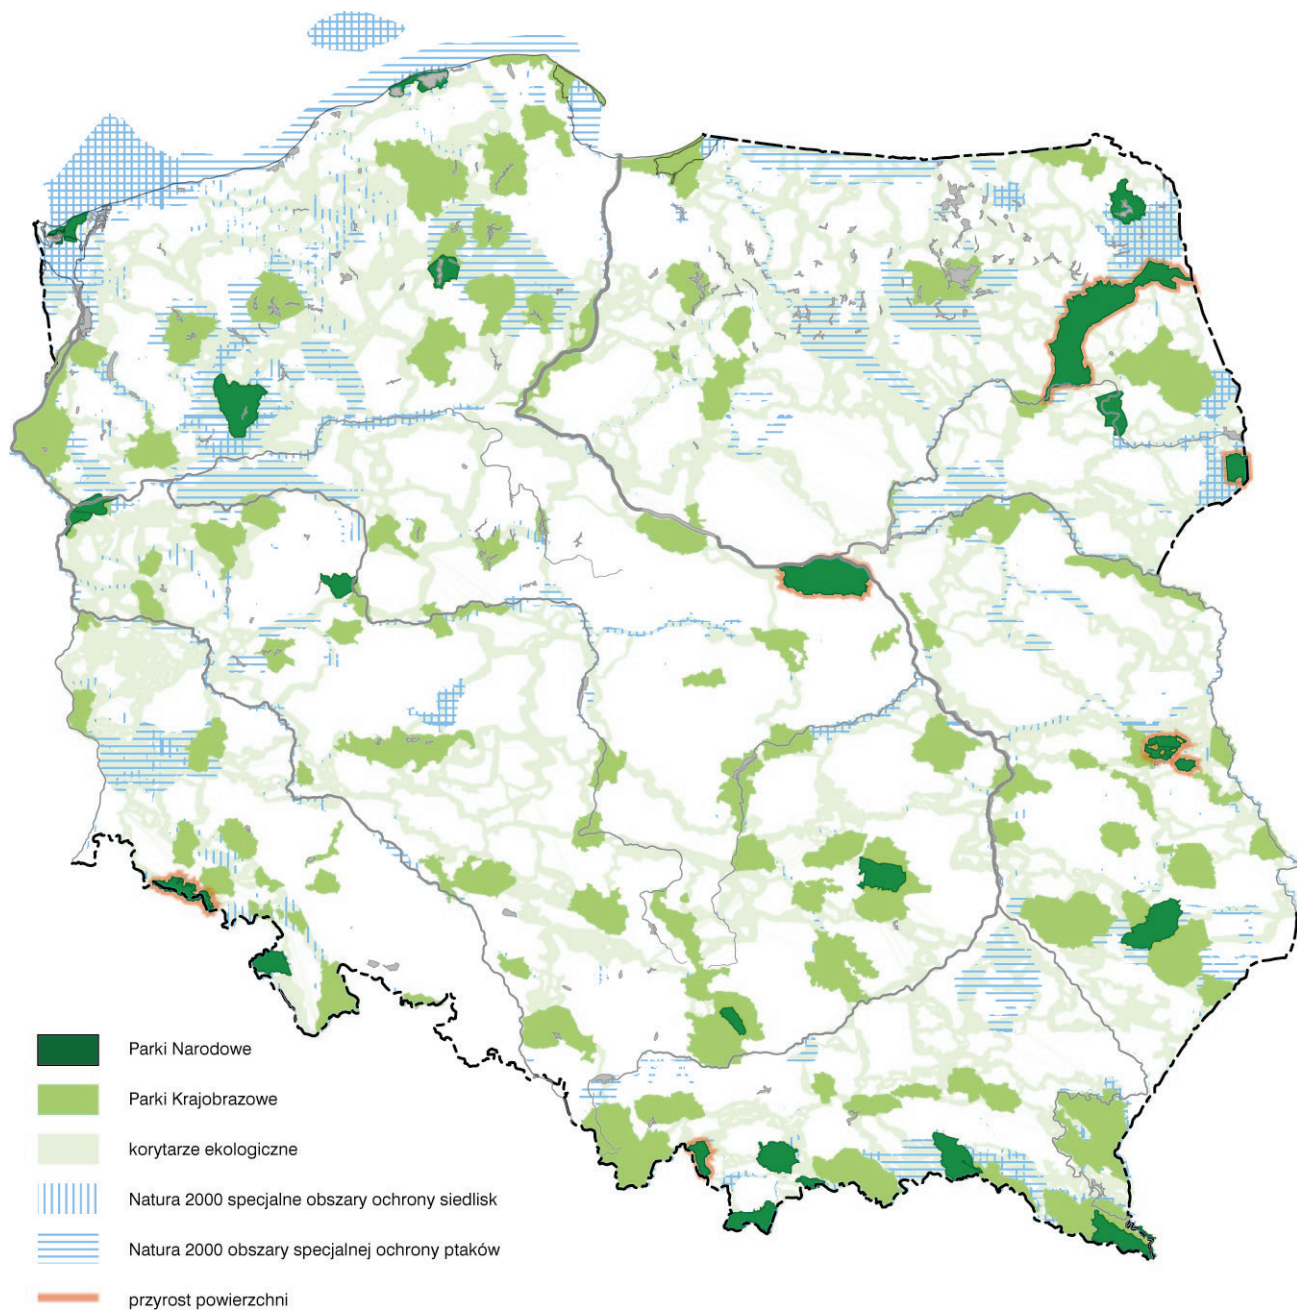 Parki Narodowe
Parki Krajobrazowe
korytarze ekologiczne
Natura 2000 specjalne obszary ochrony siedlisk
Natura 2000 obszary specjalnej ochrony ptaków
przyrost powierzchni